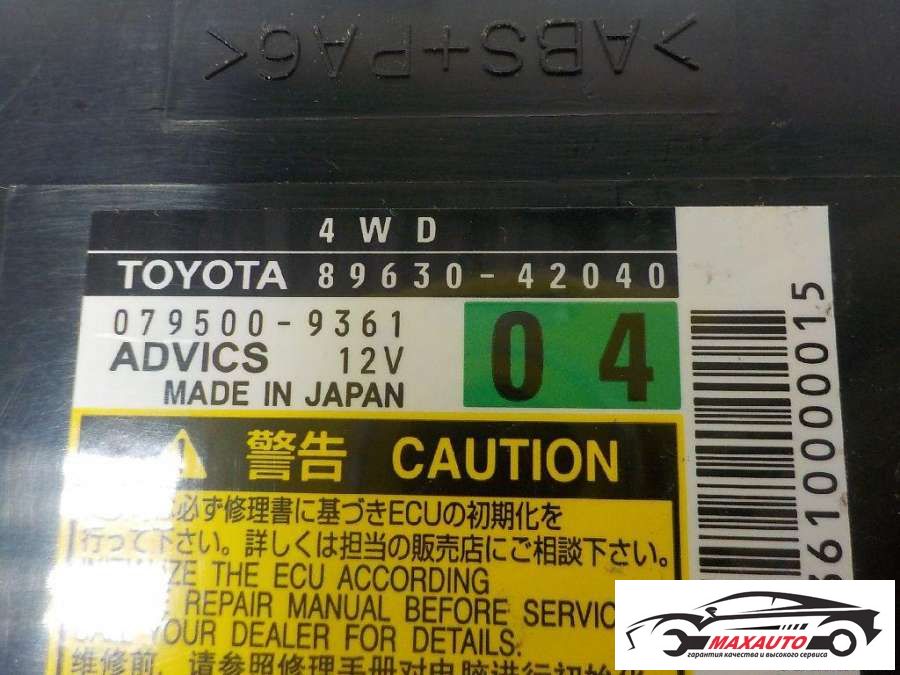 >ABS+PA6<
4WD
TOYOTA 89630-42040
079500-9361
ADVICS 12V
04
MADE IN JAPAN
警告 CAUTION
必ず修理書に基づきECUの初期化を
行って下さい。詳しくは担当の販売店にご相談下さい。
THE ECU ACCORDING
REPAIR MANUAL BEFORE
YOUR DEALER FOR DETAILS.
维修前，请参照修理手册对电脑进行初始化
61000015
MAXAUTO
гарантия качества и высокого сервиса